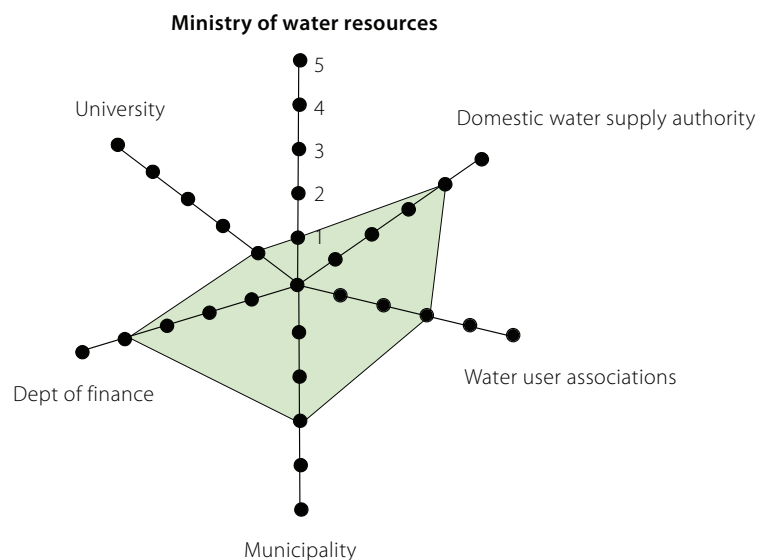 Ministry of water resources
5
University
4
Domestic water supply authority
3
2
1
Water user associations
Dept of finance
Municipality